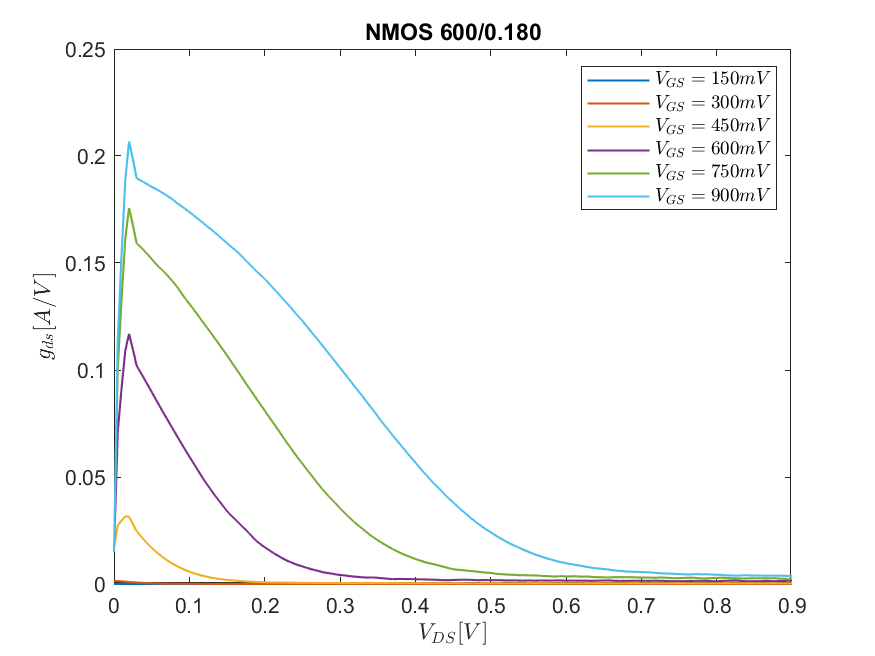 NMOS 600/0.180
0.25
0.2
0.15
0.1
0.05
0
g_{ds}[A/V]
V_{GS} = 150mV
V_{GS} = 300mV
V_{GS} = 450mV
V_{GS} = 600mV
V_{GS} = 750mV
V_{GS} = 900mV
0 0.1 0.2 0.3 0.4 0.5 0.6 0.7 0.8 0.9
V_{DS}[V]